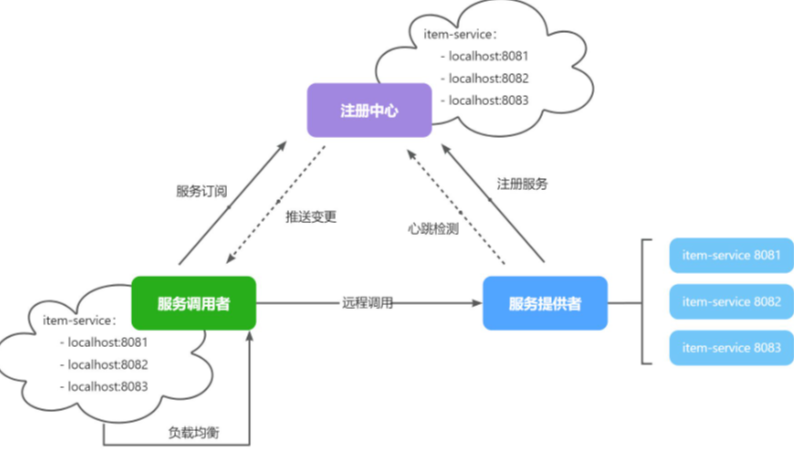 item-service：
- localhost:8081
- localhost:8082
- localhost:8083
注册中心
服务订阅
推送变更
心跳检测
注册服务
服务调用者
远程调用
服务提供者
item-service 8081
item-service 8082
item-service 8083
item-service：
- localhost:8081
- localhost:8082
- localhost:8083
负载均衡